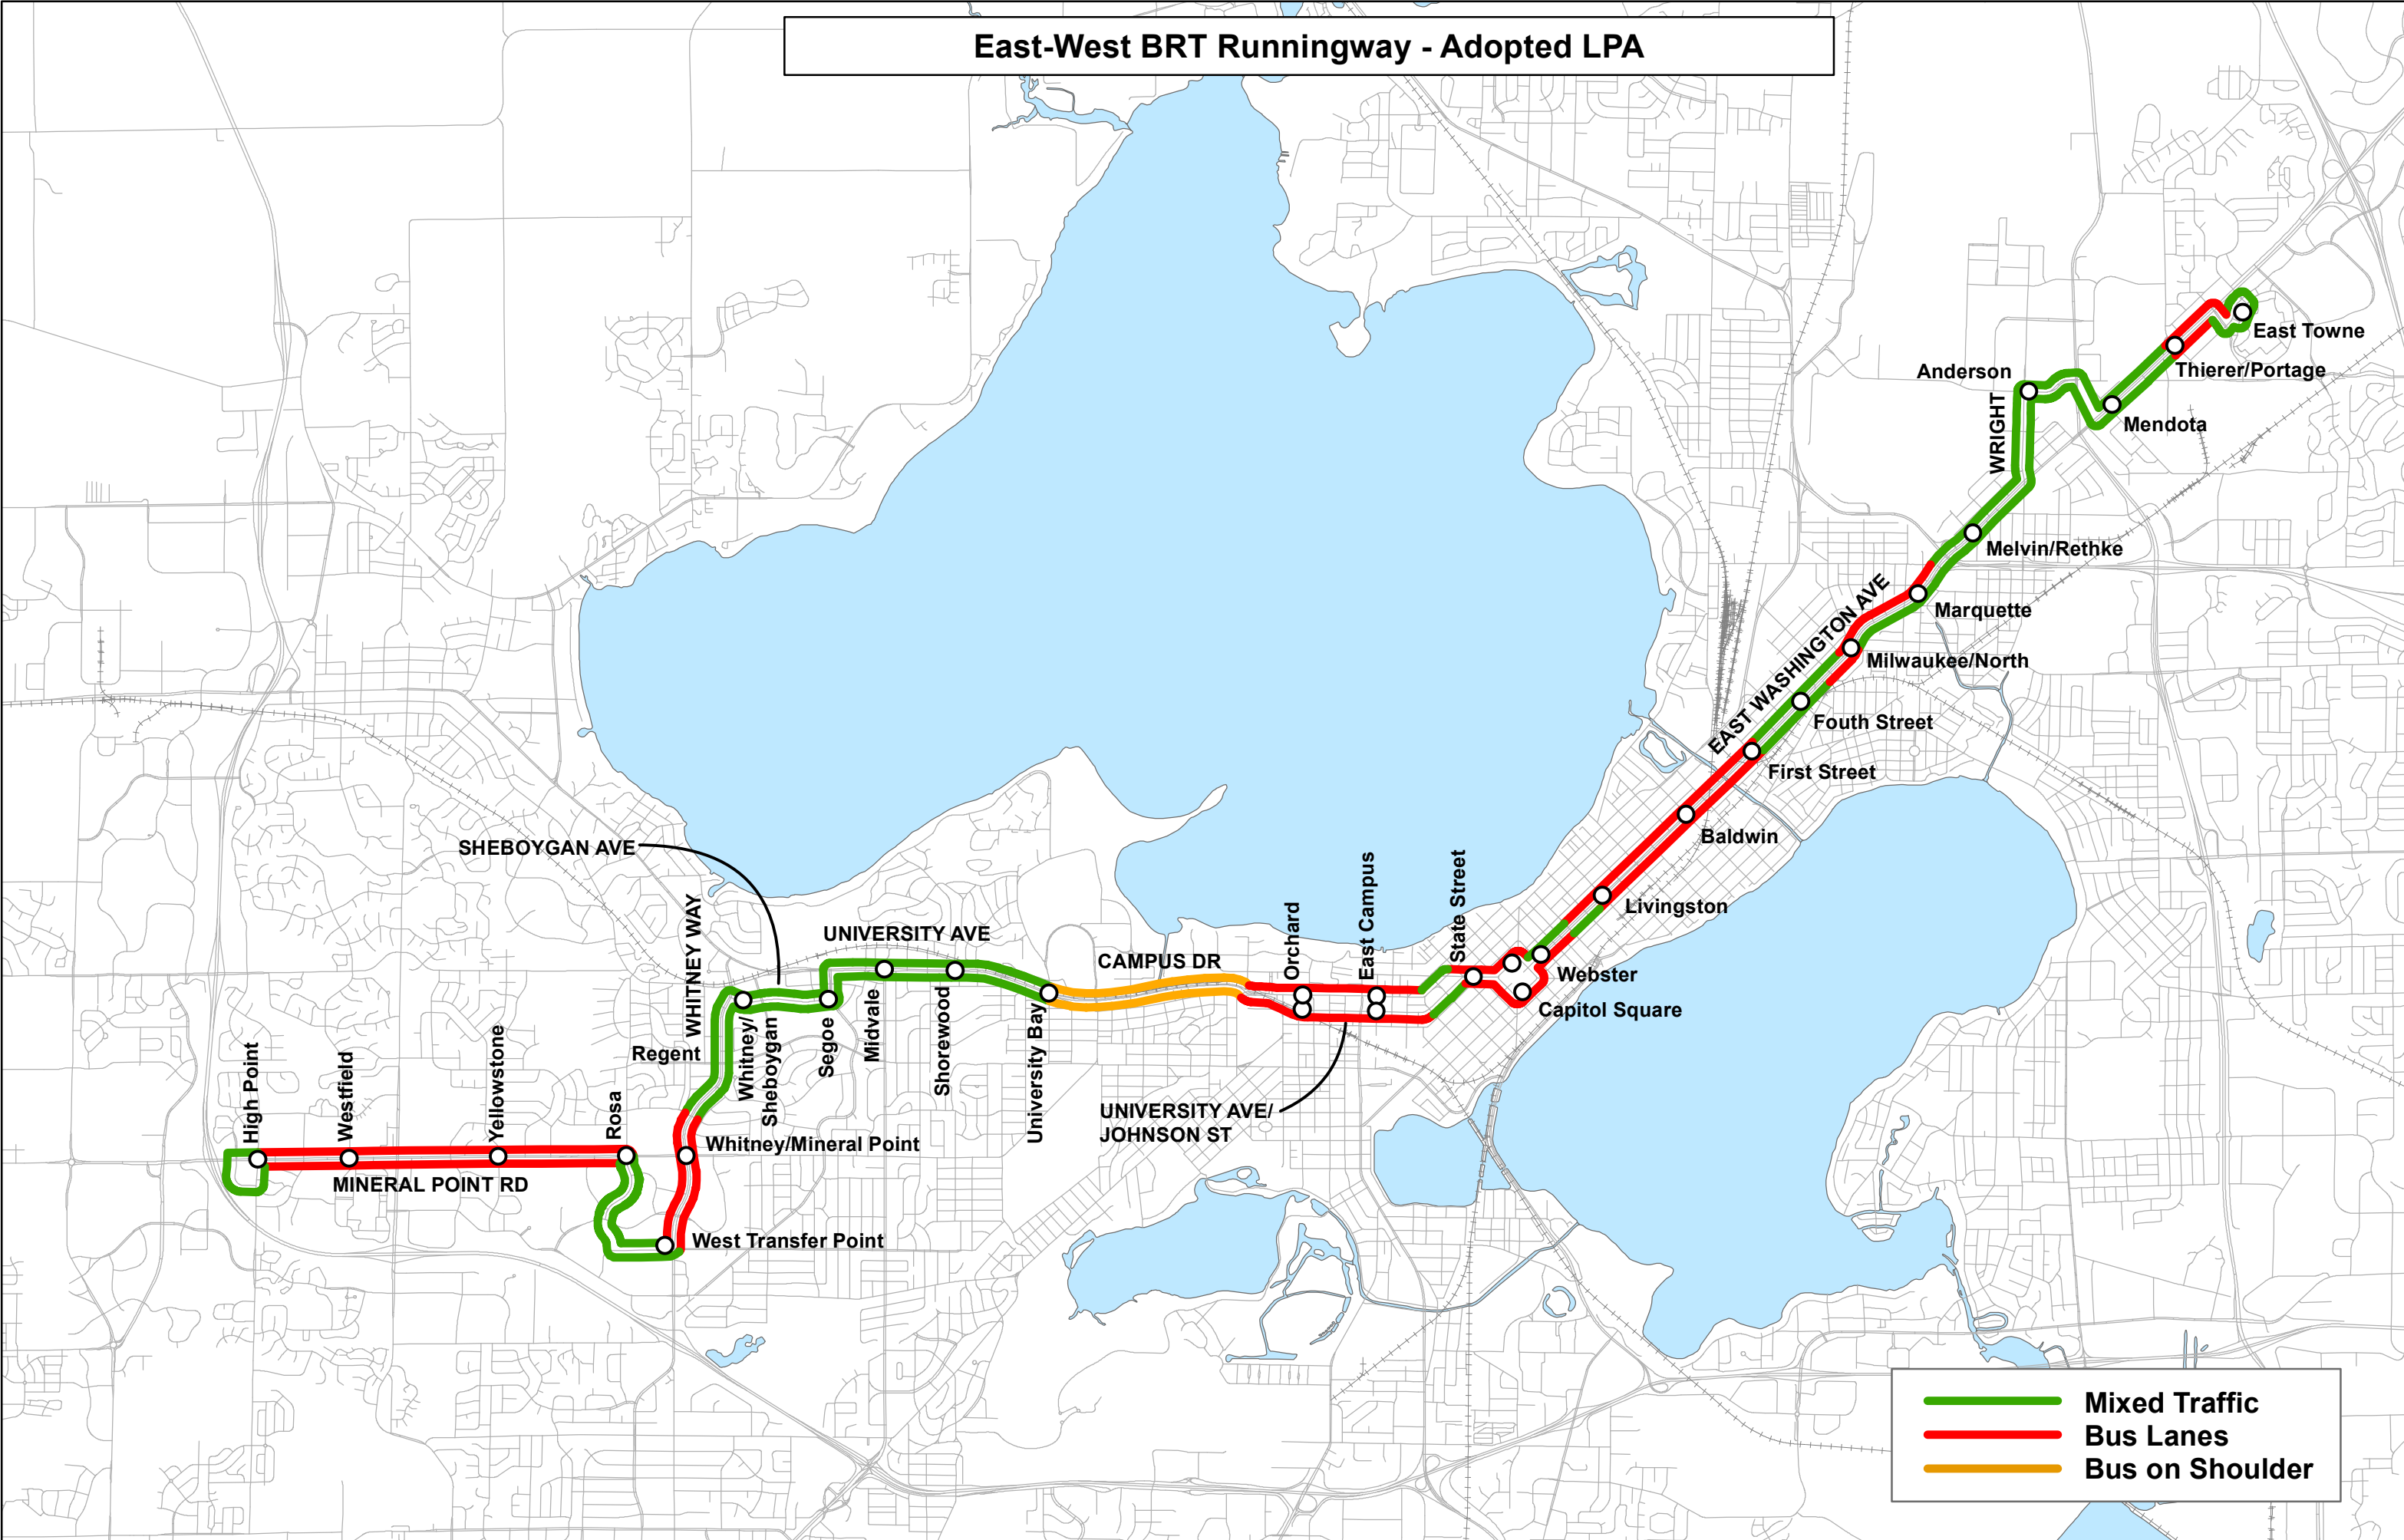 East-West BRT Runningway - Adopted LPA
East Towne
Thierer/Portage
Anderson
Mendota
WRIGHT
Melvin/Rethke
Marquette
EAST WASHINGTON AVE
Milwaukee/North
Fouth Street
First Street
Baldwin
SHEBOYGAN AVE
Livingston
State Street
East Campus
Orchard
WHITNEY WAY
UNIVERSITY AVE
CAMPUS DR
Webster
Capitol Square
Regent
Whitney/
Sheboygan
Segoe
Midvale
Shorewood
University Bay
High Point
Westfield
Yellowstone
Rosa
UNIVERSITY AVE/
JOHNSON ST
Whitney/Mineral Point
MINERAL POINT RD
West Transfer Point
Mixed Traffic
Bus Lanes
Bus on Shoulder